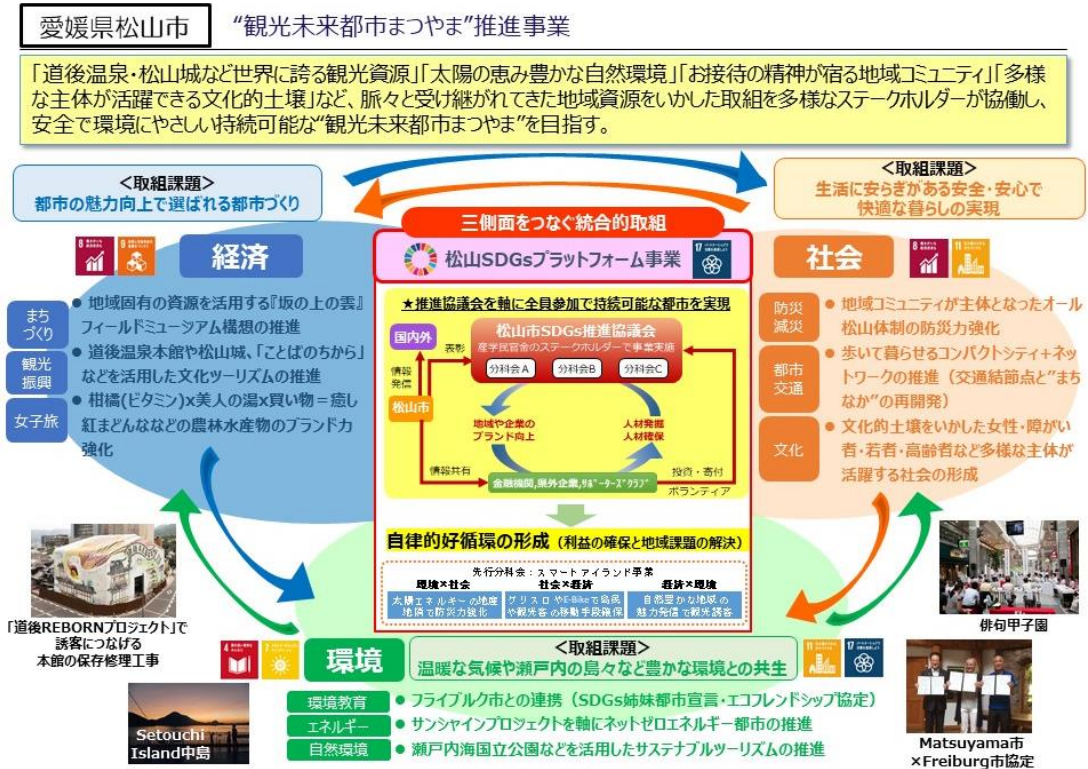 愛媛県松山市
“観光未来都市まつやま”推進事業
「道後温泉・松山城など世界に誇る観光資源」「太陽の恵み豊かな自然環境」「お接待の精神が宿る地域コミュニティ」「多様
な主体が活躍できる文化的土壌」など、脈々と受け継がれてきた地域資源をいかした取組を多様なステークホルダーが協働し、
安全で環境にやさしい持続可能な“観光未来都市まつやま”を目指す。
<取組課題>
都市の魅力向上で選ばれる都市づくり
経済
まち
づくり
● 地域固有の資源を活用する『坂の上の雲』
フィールドミュージアム構想の推進
観光
振興
● 道後温泉本館や松山城、「ことばのちから」
などを活用した文化ツーリズムの推進
女子旅
● 柑橘(ビタミン)x美人の湯x買い物＝癒し
紅まどんななどの農林水産物のブランド力
強化
三側面をつなぐ統合的取組
松山SDGsプラットフォーム事業
★推進協議会を軸に全員参加で持続可能な都市を実現
国内外
表彰
松山市SDGs推進協議会
産学民官金のステークホルダーで事業実施
分科会A
分科会B
分科会C
情報
発信
松山市
地域や企業の
ブランド向上
人材発掘
人材確保
情報共有
金融機関,県外企業,ｻﾎﾟｰﾀｰｽﾞｸﾗﾌﾞ
投資・寄付
ボランティア
自律的好循環の形成（利益の確保と地域課題の解決）
先行分科会：スマートアイランド事業
環境×社会
太陽エネルギーの地産
地消で防災力強化
社会×経済
グリスロやE-Bikeで島民
や観光客の移動手段確保
経済×環境
自然豊かな地域の
魅力発信で観光誘客
<取組課題>
生活に安らぎがある安全・安心で
快適な暮らしの実現
社会
防災
減災
● 地域コミュニティが主体となったオール
松山体制の防災力強化
都市
交通
● 歩いて暮らせるコンパクトシティ＋ネッ
トワークの推進（交通結節点と”まち
なか”の再開発）
文化
● 文化的土壌をいかした女性・障がい
者・若者・高齢者など多様な主体が
活躍する社会の形成
「道後REBORNプロジェクト」で
誘客につなげる
本館の保存修理工事
俳句甲子園
環境
<取組課題>
温暖な気候や瀬戸内の島々など豊かな環境との共生
環境教育
● フライブルク市との連携（SDGs姉妹都市宣言・エコフレンドシップ協定）
エネルギー
● サンシャインプロジェクトを軸にネットゼロエネルギー都市の推進
自然環境
● 瀬戸内海国立公園などを活用したサステナブルツーリズムの推進
Setouchi
Island中島
Matsuyama市
×Freiburg市協定